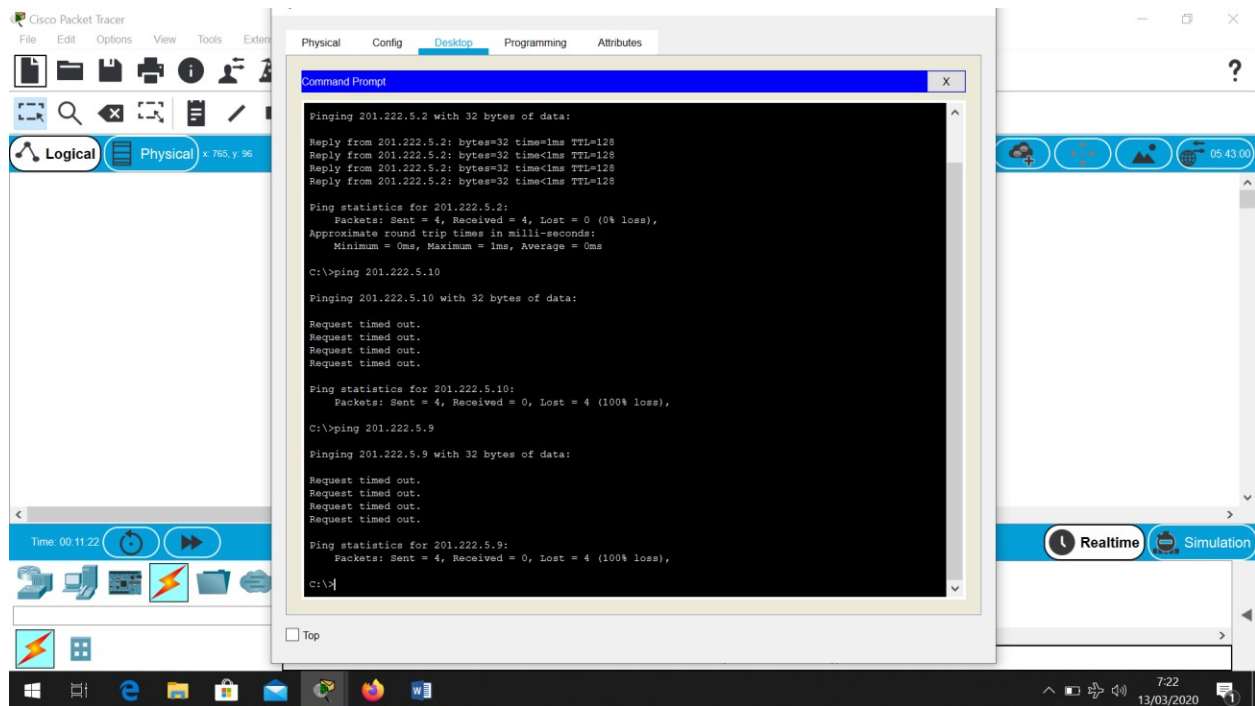 Cisco Packet Tracer
File Edit Options View Tools Exten
Physical Config Desktop Programming Attributes
Command Prompt X
?
Logical Physical x: 765, y: 96
05:43:00
Pinging 201.222.5.2 with 32 bytes of data:
Reply from 201.222.5.2: bytes=32 time=1ms TTL=128
Reply from 201.222.5.2: bytes=32 time<1ms TTL=128
Reply from 201.222.5.2: bytes=32 time<1ms TTL=128
Reply from 201.222.5.2: bytes=32 time<1ms TTL=128
Ping statistics for 201.222.5.2:
Packets: Sent = 4, Received = 4, Lost = 0 (0% loss),
Approximate round trip times in milli-seconds:
Minimum = 0ms, Maximum = 1ms, Average = 0ms
C:\>ping 201.222.5.10
Pinging 201.222.5.10 with 32 bytes of data:
Request timed out.
Request timed out.
Request timed out.
Request timed out.
Ping statistics for 201.222.5.10:
Packets: Sent = 4, Received = 0, Lost = 4 (100% loss),
C:\>ping 201.222.5.9
Pinging 201.222.5.9 with 32 bytes of data:
Request timed out.
Request timed out.
Request timed out.
Request timed out.
Ping statistics for 201.222.5.9:
Packets: Sent = 4, Received = 0, Lost = 4 (100% loss),
C:\>
Time: 00:11:22
Realtime Simulation
Top
7:22
13/03/2020
1